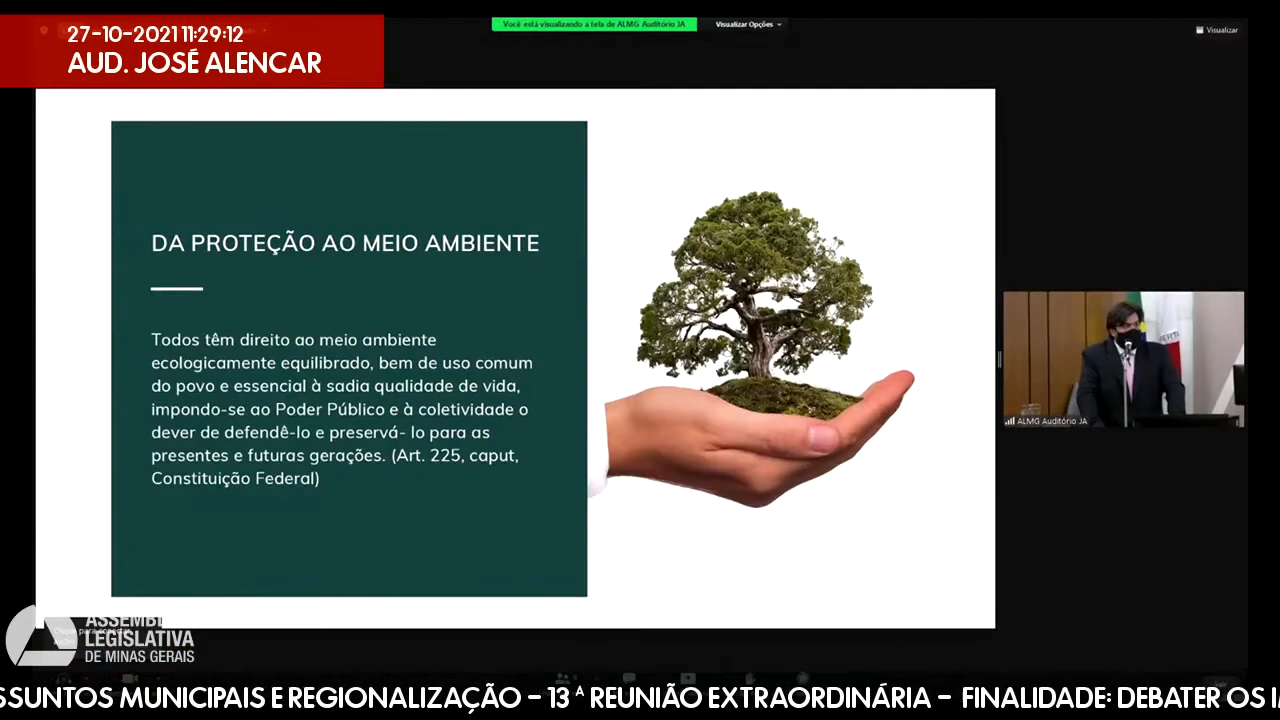 27-10-2021 11:29:12
AUD. JOSÉ ALENCAR
Você está visualizando a tela de ALMG Auditório JA
Visualizar Opções
Visualizar
DA PROTEÇÃO AO MEIO AMBIENTE
Todos têm direito ao meio ambiente
ecologicamente equilibrado, bem de uso comum
do povo e essencial à sadia qualidade de vida,
impondo-se ao Poder Público e à coletividade o
dever de defendê-lo e preservá- lo para as
presentes e futuras gerações. (Art. 225, caput,
Constituição Federal)
ALMG Auditório JA
LEGISLATIVA
DE MINAS GERAIS
SSUNTOS MUNICIPAIS E REGIONALIZAÇÃO - 13 ª REUNIÃO EXTRAORDINÁRIA - FINALIDADE: DEBATER OS